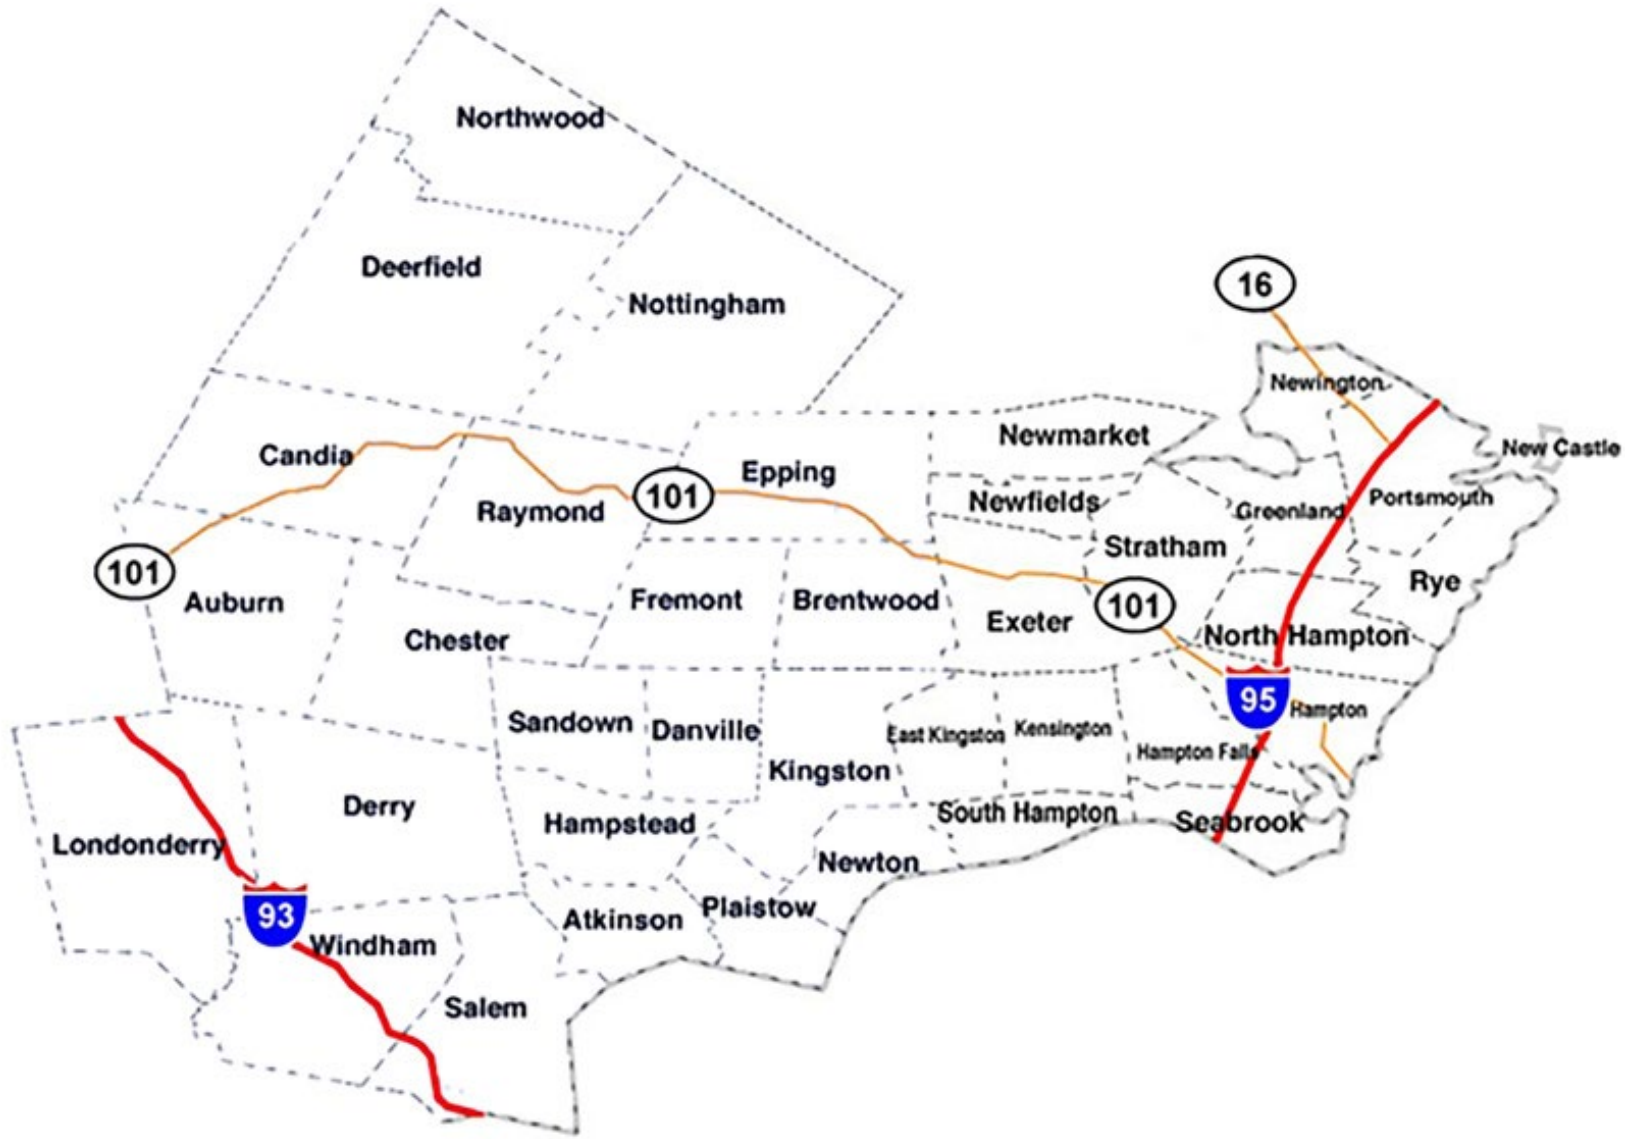 Northwood
Deerfield
Nottingham
16
Newington
Candia
Newmarket
New Castle
Epping
101
Raymond
Newfields
Portsmouth
Greenland
Stratham
101
Auburn
Fremont
Brentwood
Rye
101
Exeter
Chester
North Hampton
95
Hampton
Sandown
Danville
East Kingston
Kensington
Hampton Falls
Kingston
Derry
South Hampton
Hampstead
Seabrook
Londonderry
Newton
93
Plaistow
Atkinson
Windham
Salem